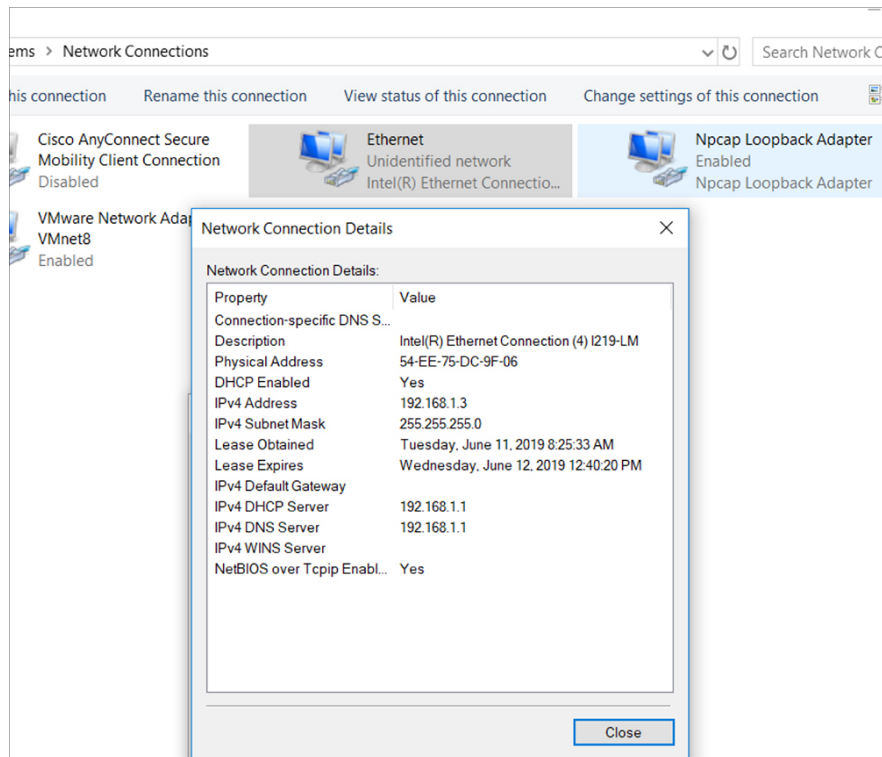 ems > Network Connections
Search Network C
his connection Rename this connection View status of this connection Change settings of this connection
Cisco AnyConnect Secure
Mobility Client Connection
Disabled
Ethernet
Unidentified network
Intel(R) Ethernet Connectio...
Npcap Loopback Adapter
Enabled
Npcap Loopback Adapter
VMware Network Adap
VMnet8
Enabled
Network Connection Details
Network Connection Details:
Property Value
Connection-specific DNS S...
Description Intel(R) Ethernet Connection (4) I219-LM
Physical Address 54-EE-75-DC-9F-06
DHCP Enabled Yes
IPv4 Address 192.168.1.3
IPv4 Subnet Mask 255.255.255.0
Lease Obtained Tuesday, June 11, 2019 8:25:33 AM
Lease Expires Wednesday, June 12, 2019 12:40:20 PM
IPv4 Default Gateway
IPv4 DHCP Server 192.168.1.1
IPv4 DNS Server 192.168.1.1
IPv4 WINS Server
NetBIOS over Tcpip Enabl... Yes
Close